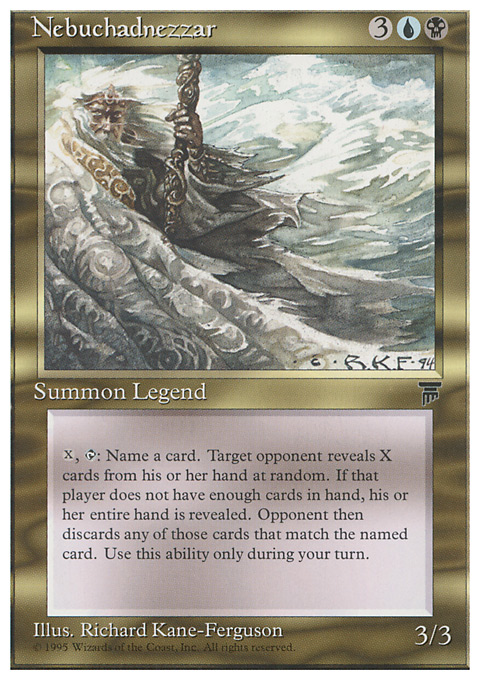 Nebuchadnezzar 3
R.K.F-94
Summon Legend
X, : Name a card. Target opponent reveals X
cards from his or her hand at random. If that
player does not have enough cards in hand, his or
her entire hand is revealed. Opponent then
discards any of those cards that match the named
card. Use this ability only during your turn.
Illus. Richard Kane-Ferguson
3/3
© 1995 Wizards of the Coast, Inc. All rights reserved.